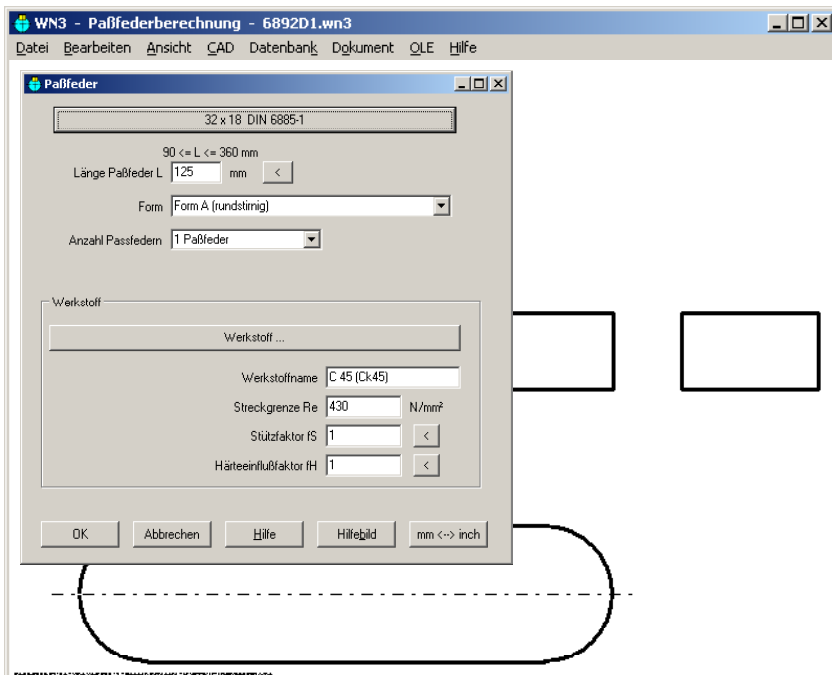 WN3 - Paßfederberechnung - 6892D1.wn3
Datei Bearbeiten Ansicht CAD Datenbank Dokument OLE Hilfe
Paßfeder
32 x 18 DIN 6885-1
90 <= L <= 360 mm
Länge Paßfeder L 125 mm <
Form Form A (rundstirnig)
Anzahl Passfedern 1 Paßfeder
Werkstoff
Werkstoff ...
Werkstoffname C 45 (Ck45)
Streckgrenze Re 430 N/mm²
Stützfaktor fS 1 <
Härteeinflußfaktor fH 1 <
OK Abbrechen Hilfe Hilfebild mm <--> inch